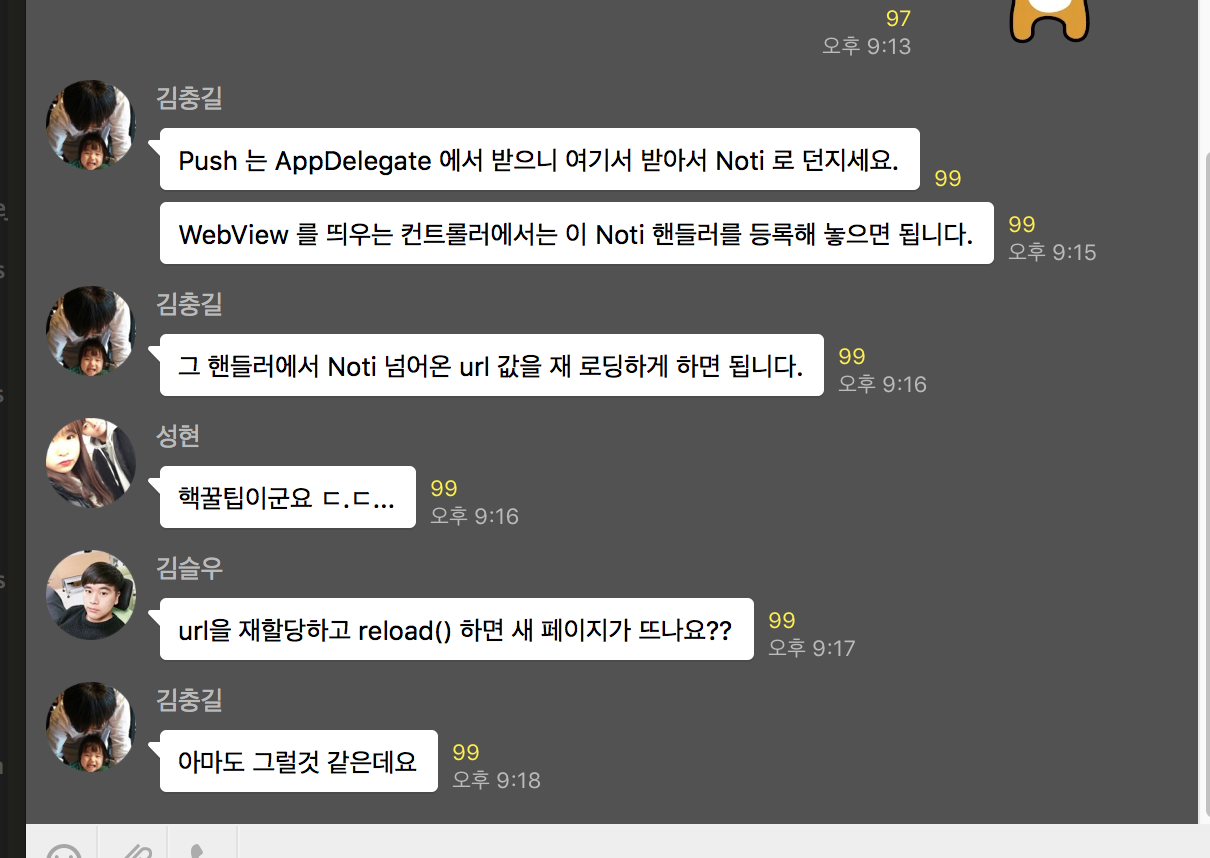 97
오후 9:13
김충길
Push 는 AppDelegate 에서 받으니 여기서 받아서 Noti 로 던지세요.
99
WebView 를 띄우는 컨트롤러에서는 이 Noti 핸들러를 등록해 놓으면 됩니다.
99
오후 9:15
김충길
그 핸들러에서 Noti 넘어온 url 값을 재 로딩하게 하면 됩니다.
99
오후 9:16
성현
핵꿀팁이군요 ㄷ.ㄷ...
99
오후 9:16
김슬우
url을 재할당하고 reload() 하면 새 페이지가 뜨나요??
99
오후 9:17
김충길
아마도 그럴것 같은데요
99
오후 9:18